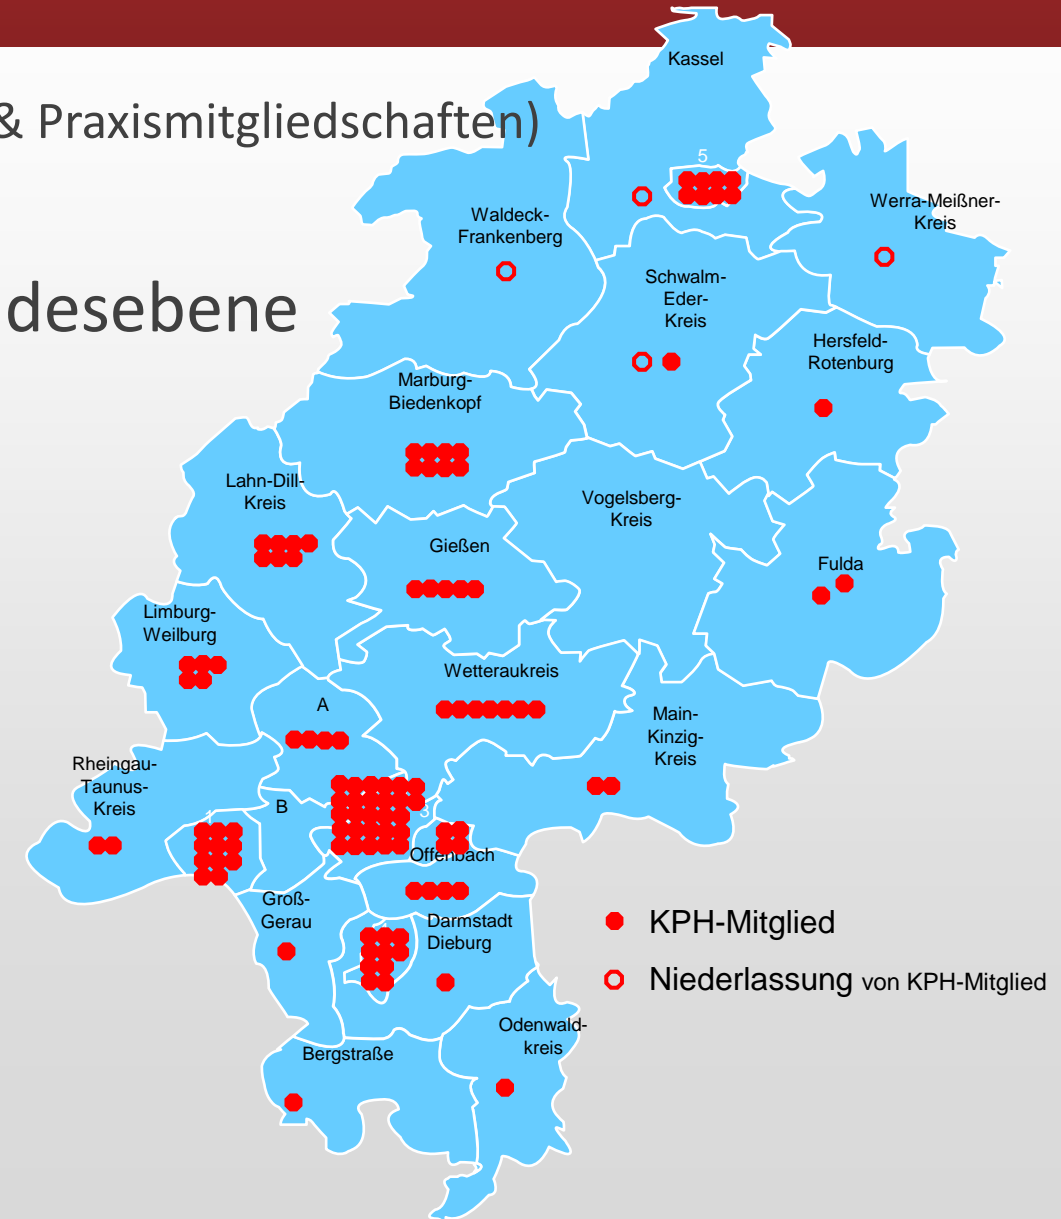 & Praxismitgliedschaften)
desebene
Kassel
5
Werra-Meißner-
Kreis
Waldeck-
Frankenberg
Schwalm-
Eder-
Kreis
Hersfeld-
Rotenburg
Marburg-
Biedenkopf
Lahn-Dill-
Kreis
Vogelsberg-
Kreis
Gießen
Fulda
Limburg-
Weilburg
Wetteraukreis
A
Main-
Kinzig-
Kreis
Rheingau-
Taunus-
Kreis
B
1
3
Offenbach
Groß-
Gerau
Darmstadt
Dieburg
KPH-Mitglied
Niederlassung von KPH-Mitglied
Odenwald-
kreis
Bergstraße